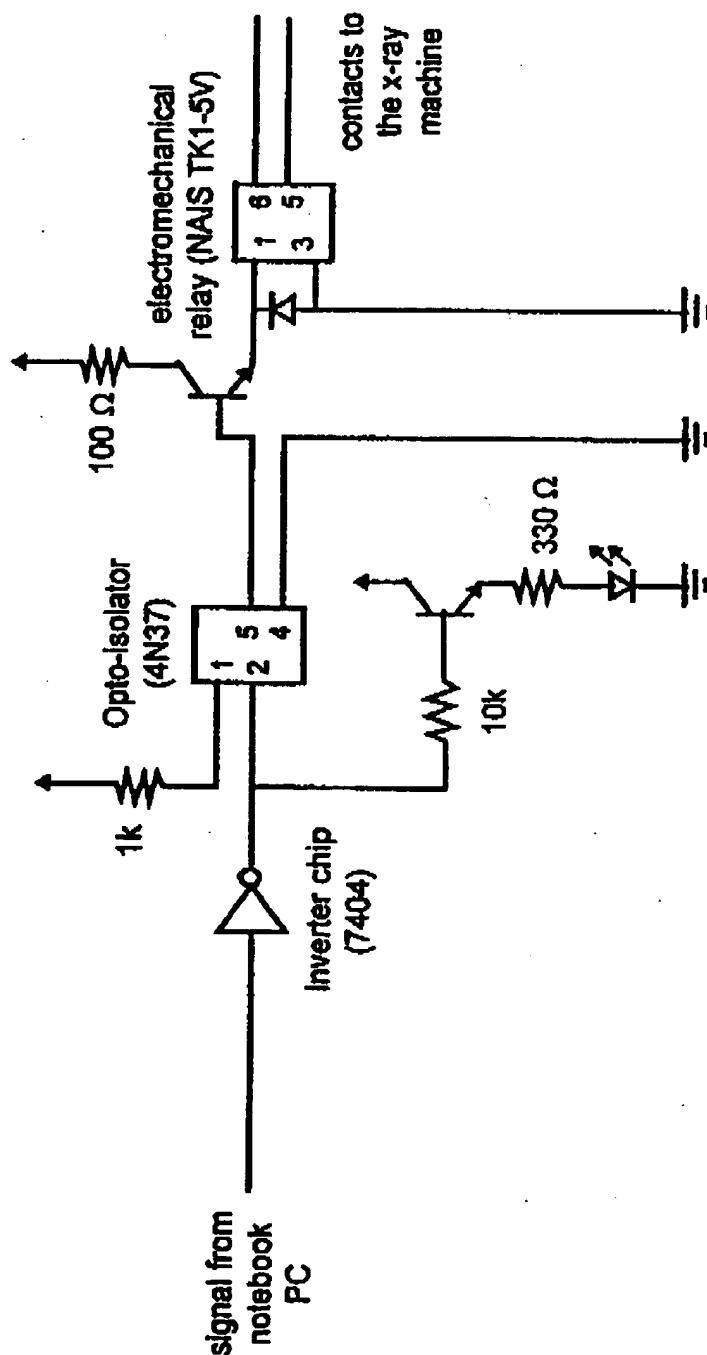 signal from
notebook
PC
Inverter chip
(7404)
1k
Opto-isolator
(4N37)
1
2
5
4
10k
330 Ω
100 Ω
electromechanical
relay (NAIS TK1-5V)
1
3
6
5
contacts to
the x-ray
machine